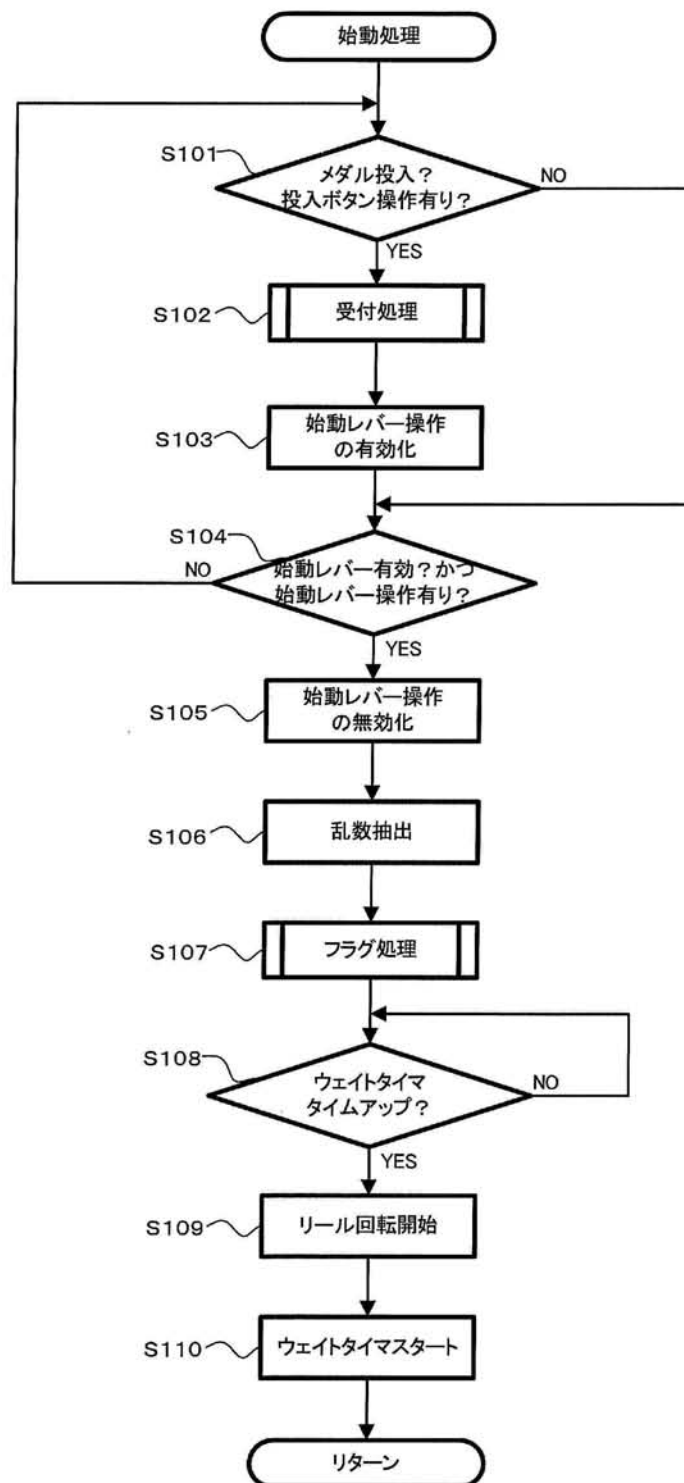 始動処理
S101
メダル投入？
投入ボタン操作有り？
NO
YES
S102
受付処理
S103
始動レバー操作
の有効化
S104
NO
始動レバー有効？かつ
始動レバー操作有り？
YES
S105
始動レバー操作
の無効化
S106
乱数抽出
S107
フラグ処理
S108
ウェイトタイマ
タイムアップ？
NO
YES
S109
リール回転開始
S110
ウェイトタイマスタート
リターン